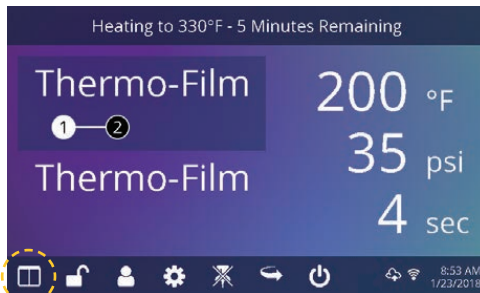 Heating to 330°F - 5 Minutes Remaining
Thermo-Film
1 2
Thermo-Film
200 °F
35 psi
4 sec
8:53 AM
1/23/2018